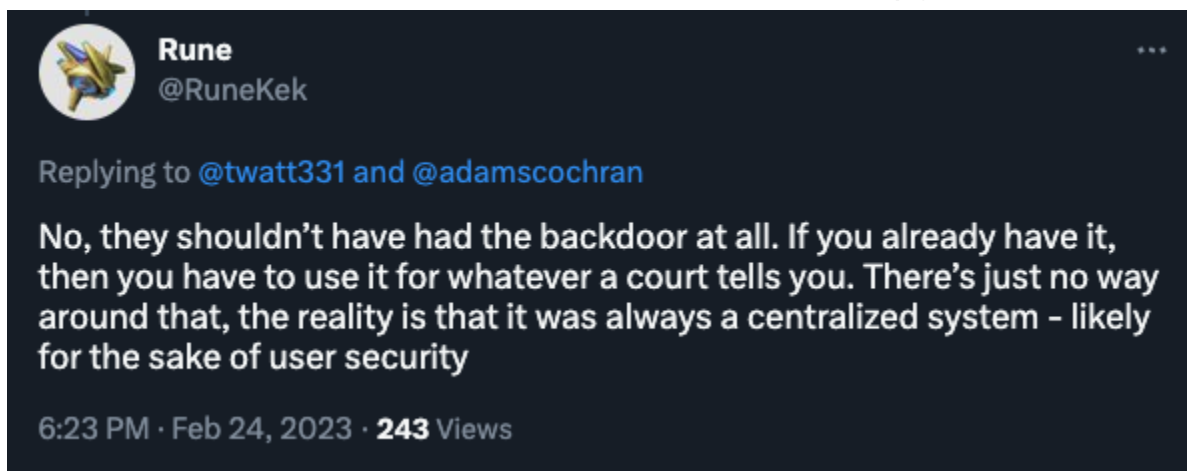 Rune
@RuneKek
Replying to @twatt331 and @adamscochran
No, they shouldn’t have had the backdoor at all. If you already have it,
then you have to use it for whatever a court tells you. There’s just no way
around that, the reality is that it was always a centralized system - likely
for the sake of user security
6:23 PM · Feb 24, 2023 · 243 Views